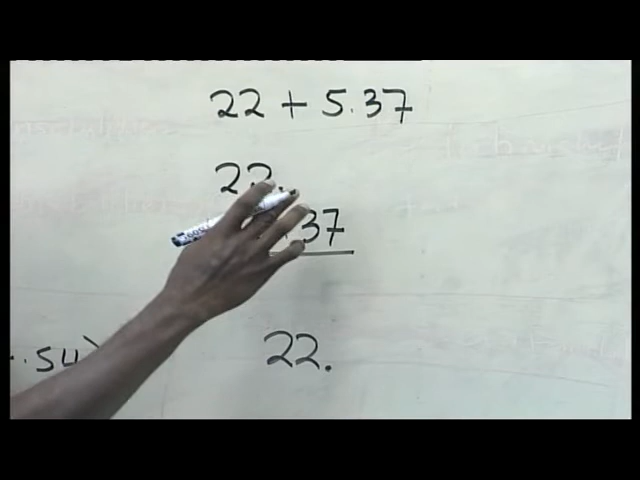 22 + 5.37
22.
.37
.54)
22.